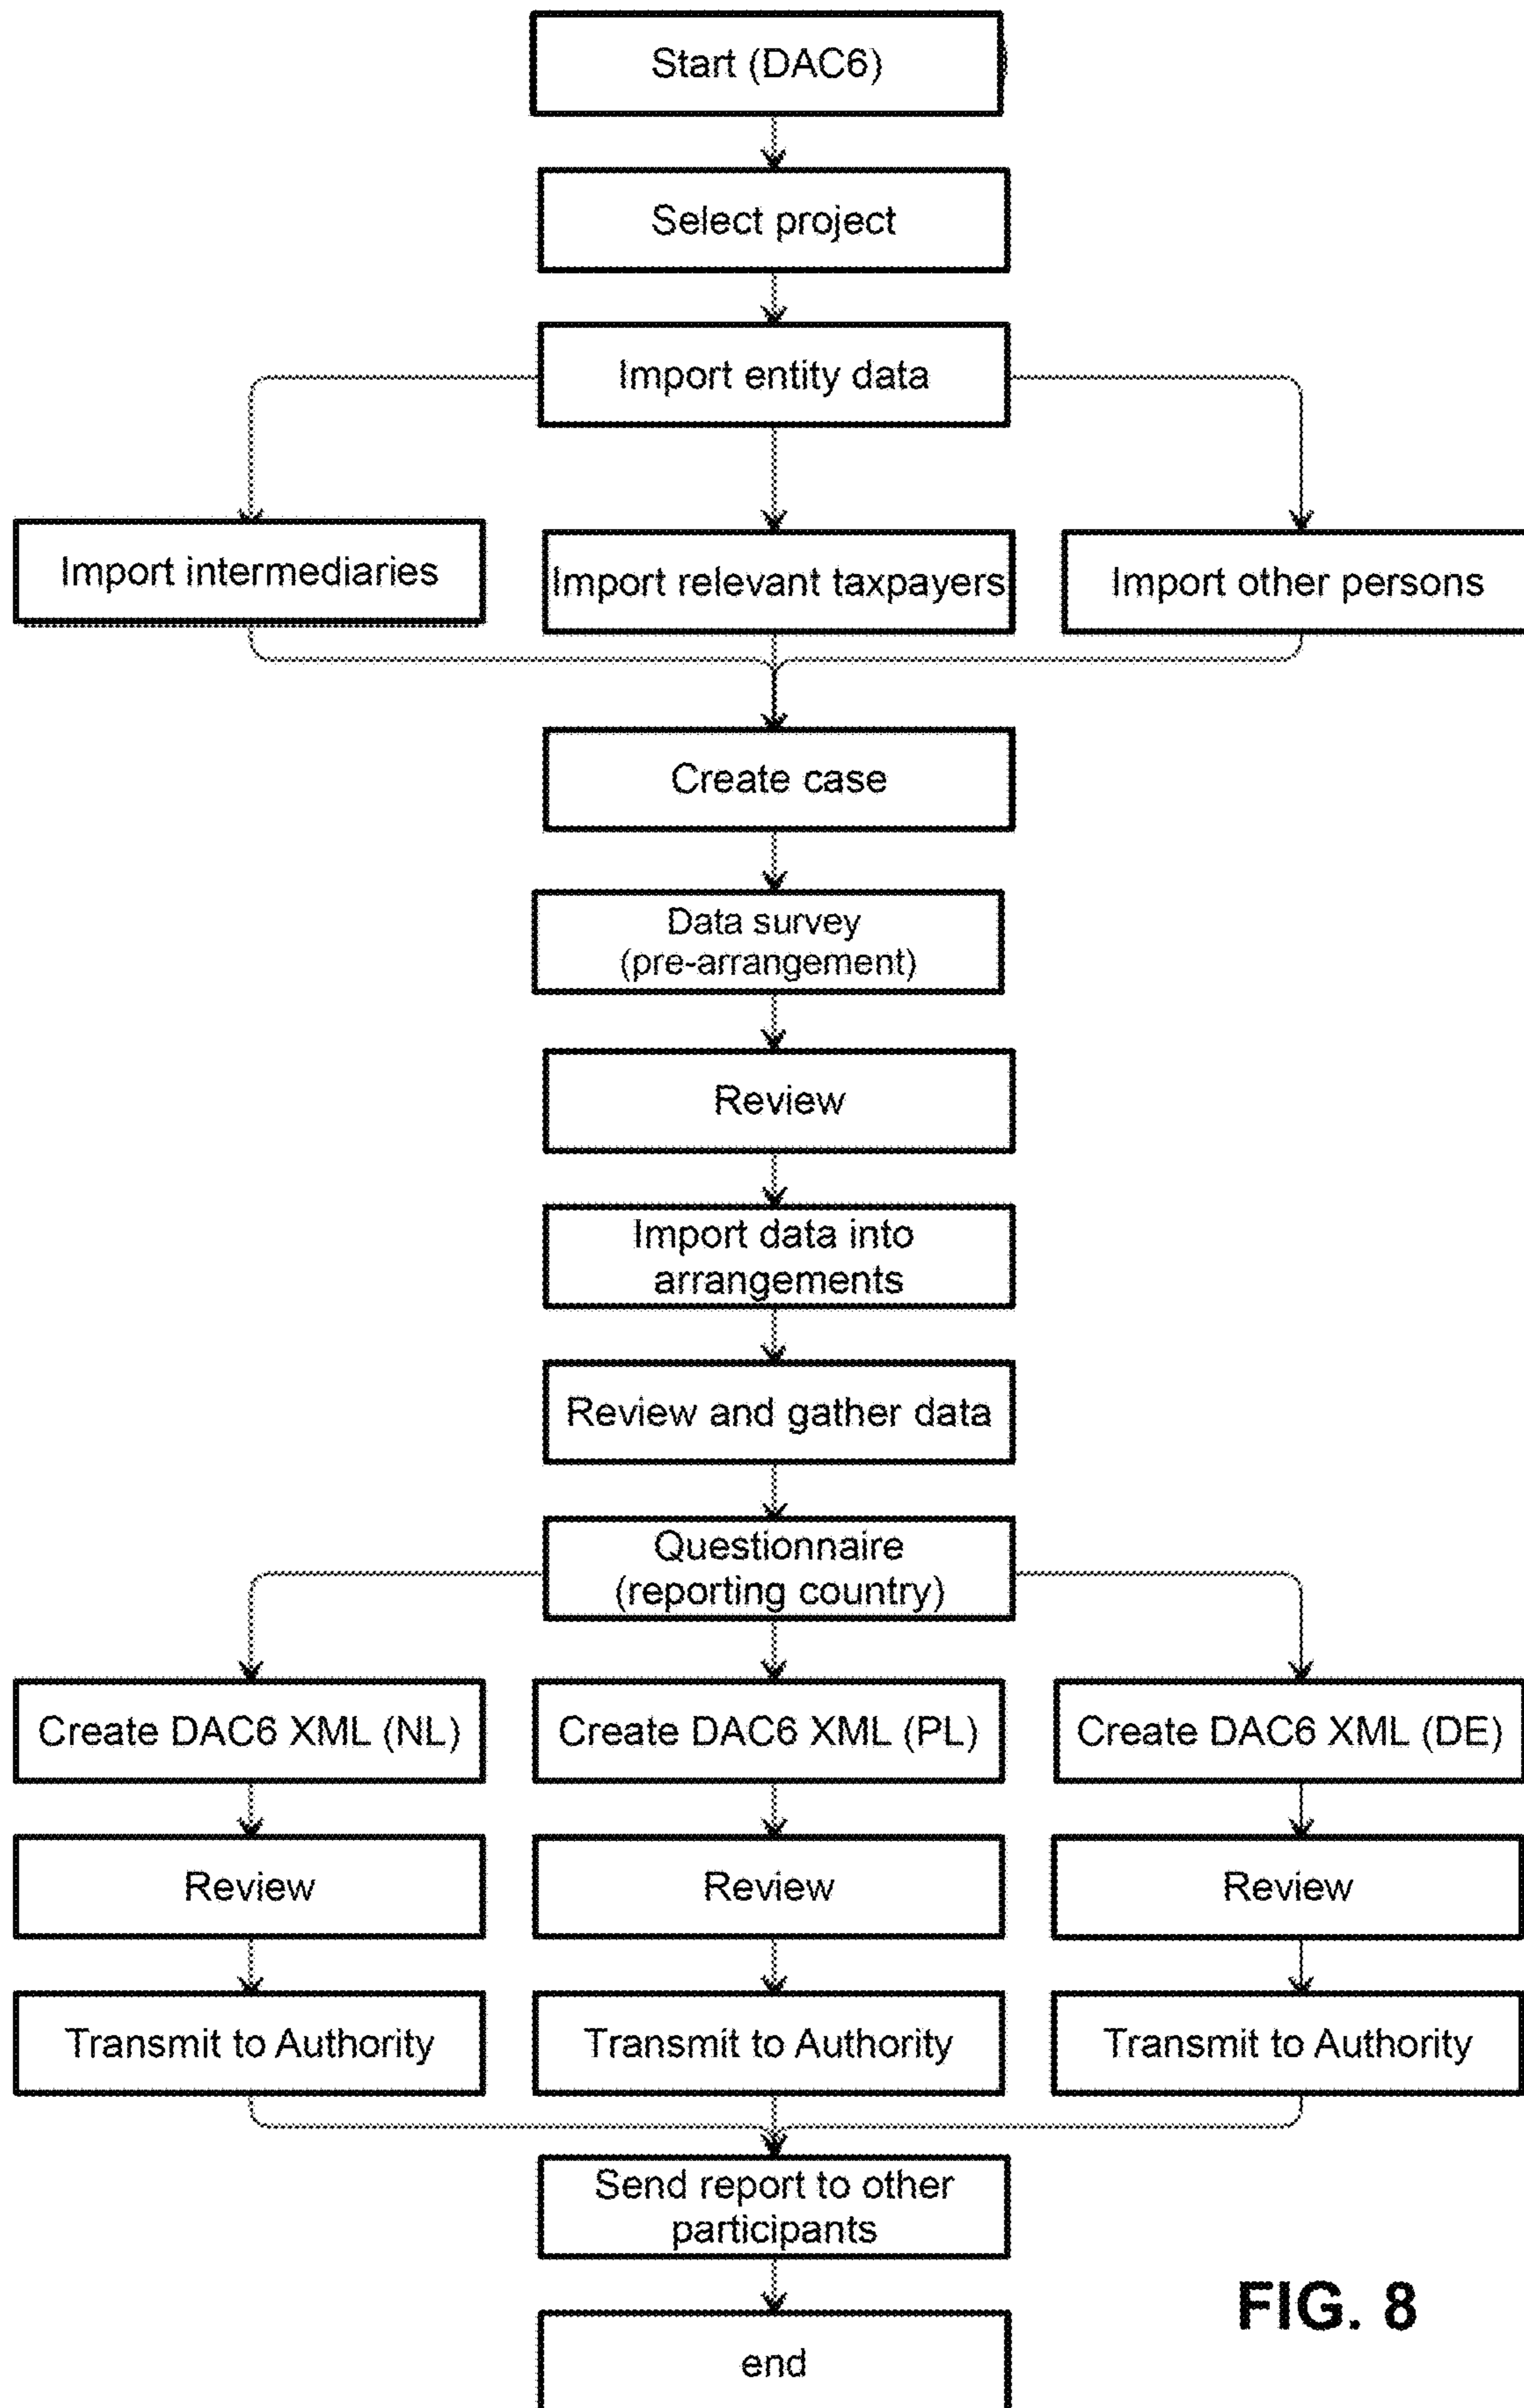 Start (DAC6)
Select project
Import entity data
Import intermediaries
Import relevant taxpayers
Import other persons
Create case
Data survey
(pre-arrangement)
Review
Import data into
arrangements
Review and gather data
Questionnaire
(reporting country)
Create DAC6 XML (NL)
Create DAC6 XML (PL)
Create DAC6 XML (DE)
Review
Review
Review
Transmit to Authority
Transmit to Authority
Transmit to Authority
Send report to other
participants
end
FIG. 8